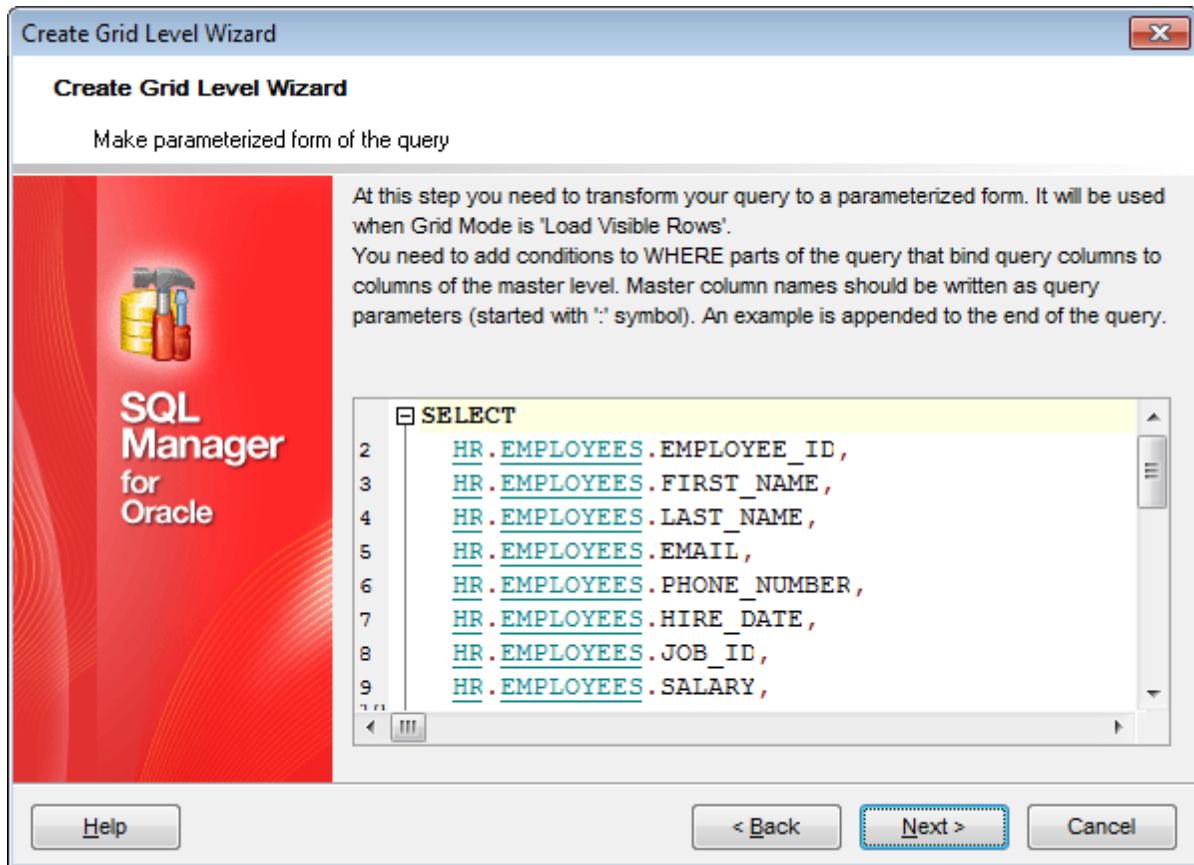 Create Grid Level Wizard
Create Grid Level Wizard
Make parameterized form of the query
At this step you need to transform your query to a parameterized form. It will be used
when Grid Mode is 'Load Visible Rows'.
You need to add conditions to WHERE parts of the query that bind query columns to
columns of the master level. Master column names should be written as query
parameters (started with ':' symbol). An example is appended to the end of the query.
SQL
Manager
for
Oracle
SELECT
2 HR.EMPLOYEES.EMPLOYEE_ID,
3 HR.EMPLOYEES.FIRST_NAME,
4 HR.EMPLOYEES.LAST_NAME,
5 HR.EMPLOYEES.EMAIL,
6 HR.EMPLOYEES.PHONE_NUMBER,
7 HR.EMPLOYEES.HIRE_DATE,
8 HR.EMPLOYEES.JOB_ID,
9 HR.EMPLOYEES.SALARY,
Help
< Back
Next >
Cancel